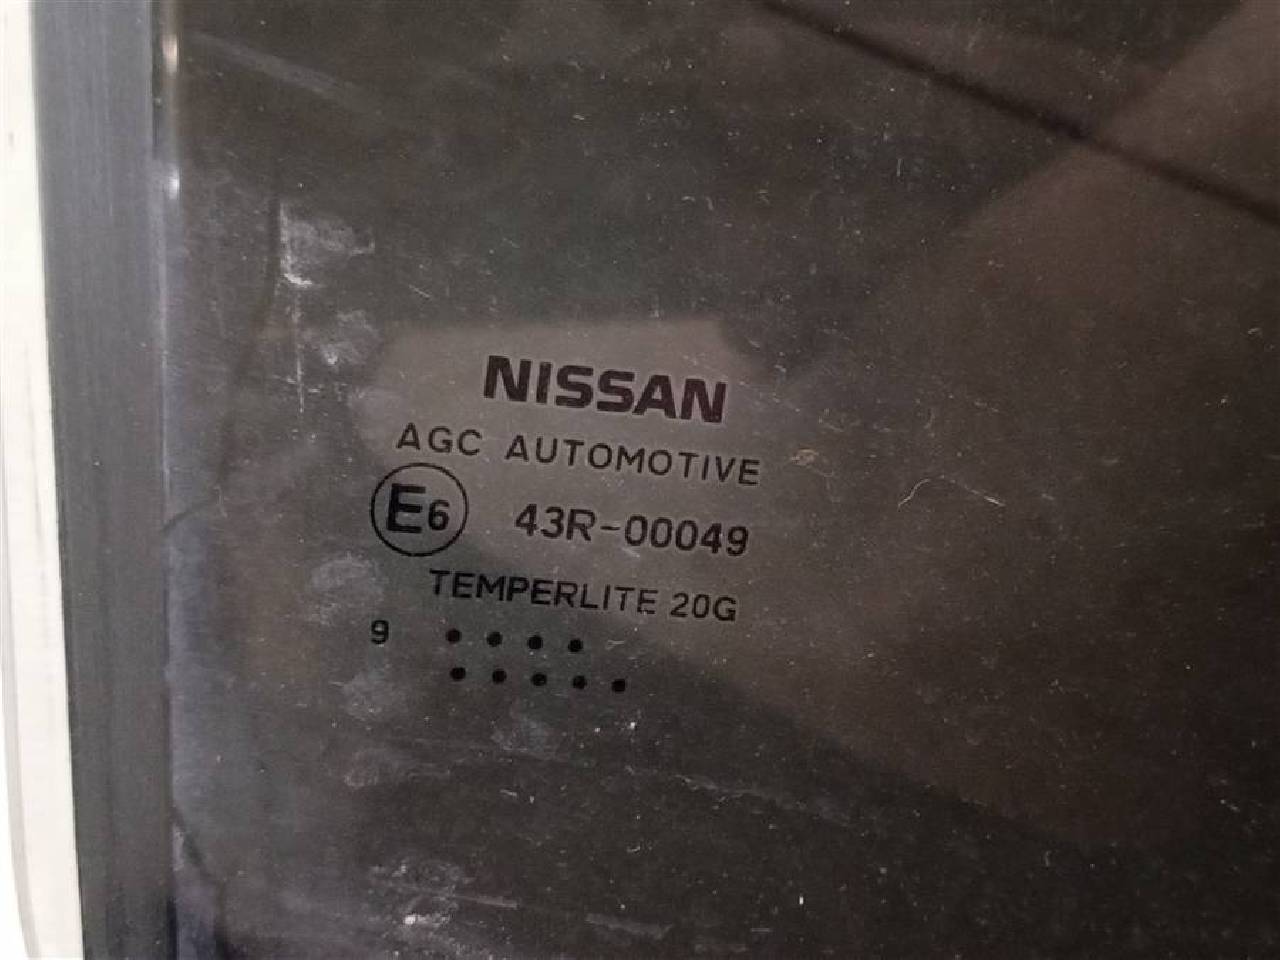 NISSAN
AGC AUTOMOTIVE
E6 43R-00049
TEMPERLITE 20G
9 • • • •
• • • • •